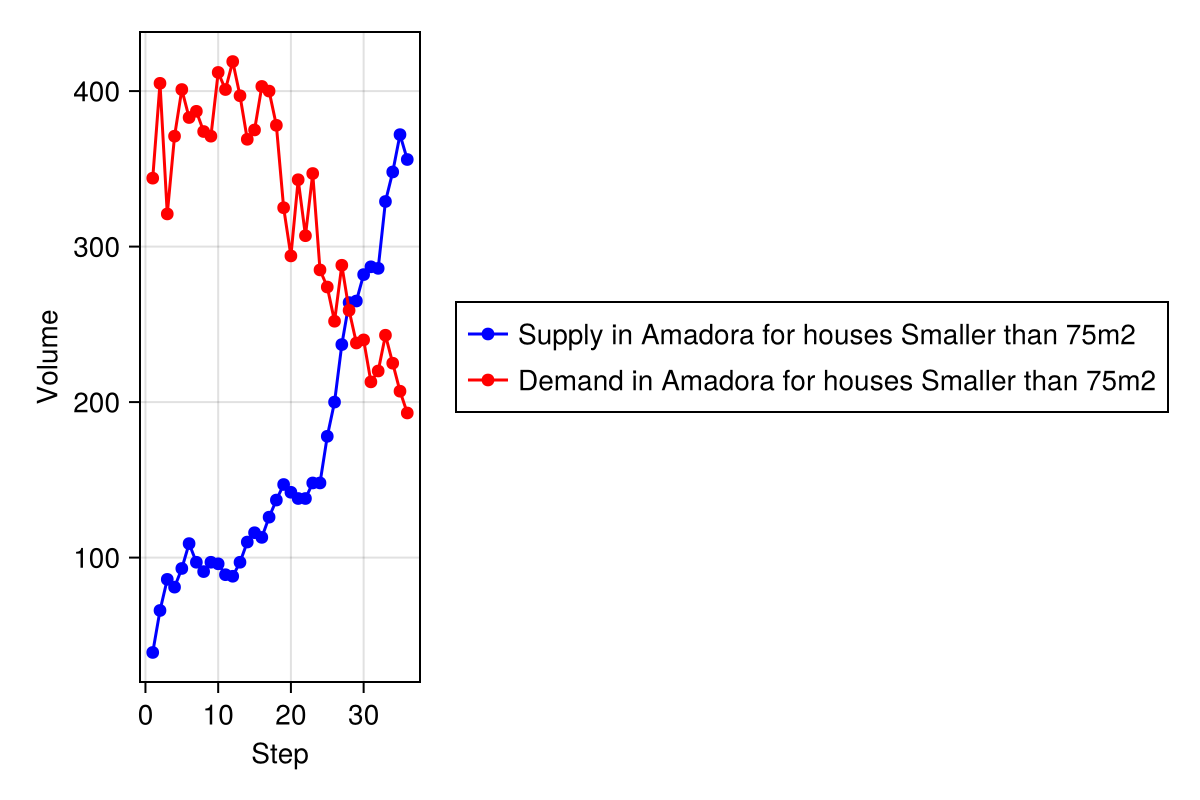 400
300
200
100
Volume
0 10 20 30
Step
Supply in Amadora for houses Smaller than 75m2
Demand in Amadora for houses Smaller than 75m2